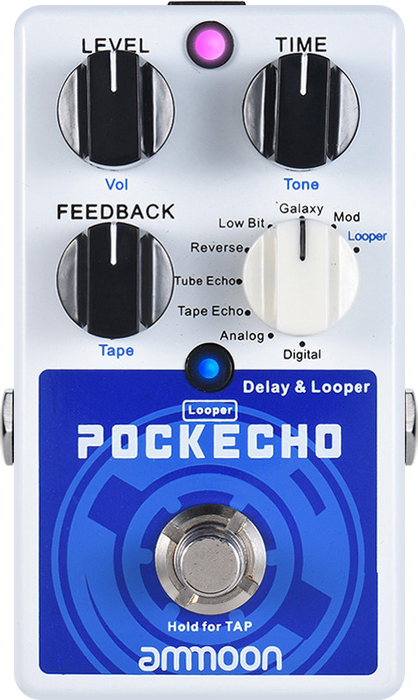 LEVEL
TIME
Vol
Tone
FEEDBACK
Galaxy
Low Bit
Mod
Looper
Reverse
Tube Echo
Tape Echo
Analog
Digital
Tape
Delay & Looper
Looper
POCKECHO
Hold for TAP
ammoon